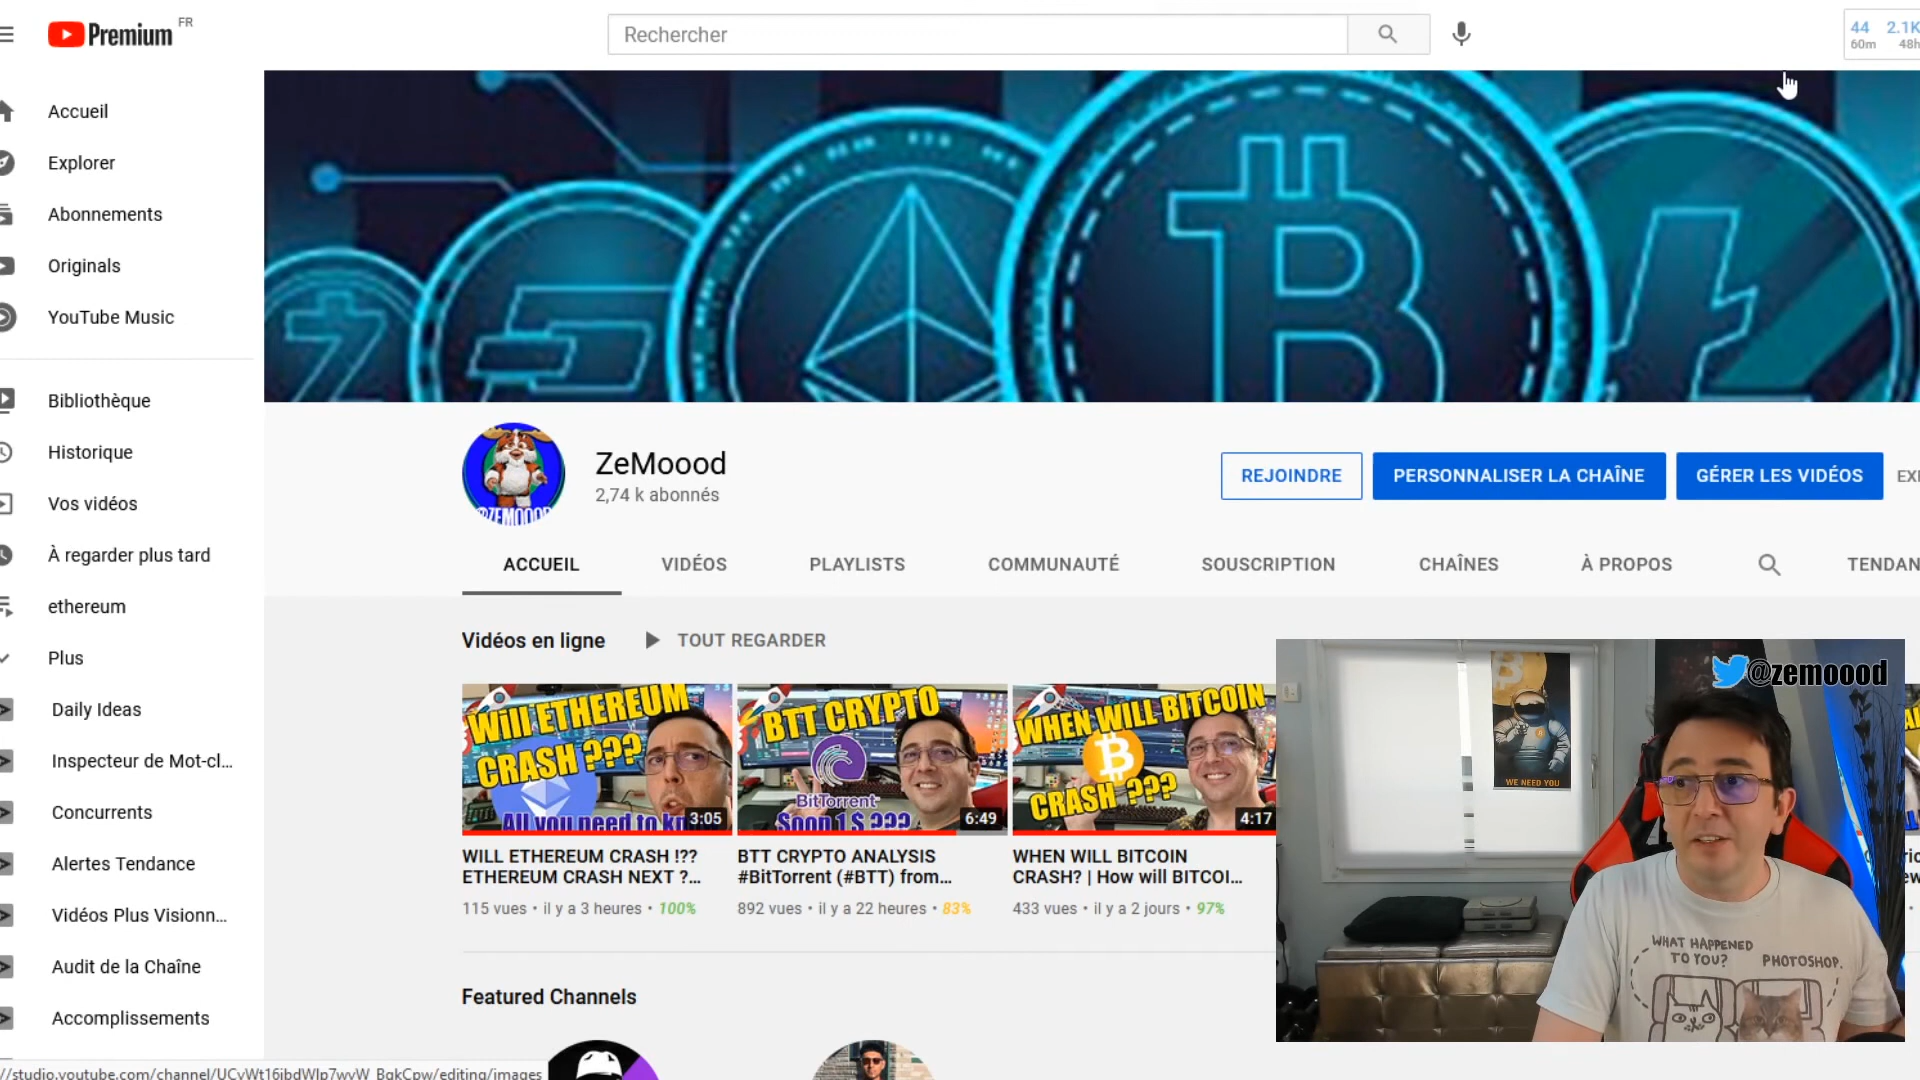 Premium FR
Rechercher
44 2.1K
60m 48h
Accueil
Explorer
Abonnements
Originals
YouTube Music
Bibliothèque
Historique
Vos vidéos
À regarder plus tard
ethereum
Plus
Daily Ideas
Inspecteur de Mot-cl...
Concurrents
Alertes Tendance
Vidéos Plus Visionn...
Audit de la Chaîne
Accomplissements
@ZEMOOOD
ZeMoood
2,74 k abonnés
REJOINDRE
PERSONNALISER LA CHAÎNE
GÉRER LES VIDÉOS
ACCUEIL
VIDÉOS
PLAYLISTS
COMMUNAUTÉ
SOUSCRIPTION
CHAÎNES
À PROPOS
TENDAN
Vidéos en ligne
TOUT REGARDER
Will ETHEREUM
CRASH ???
All you need to kn
3:05
WILL ETHEREUM CRASH !??
ETHEREUM CRASH NEXT ?...
115 vues • il y a 3 heures • 100%
BTT CRYPTO
BitTorrent
Soon 1 $ ???
6:49
BTT CRYPTO ANALYSIS
#BitTorrent (#BTT) from...
892 vues • il y a 22 heures • 83%
WHEN WILL BITCOIN
CRASH ???
4:17
WHEN WILL BITCOIN
CRASH? | How will BITCOI...
433 vues • il y a 2 jours • 97%
Featured Channels
@zemoood
WE NEED YOU
WHAT HAPPENED
TO YOU?
PHOTOSHOP.